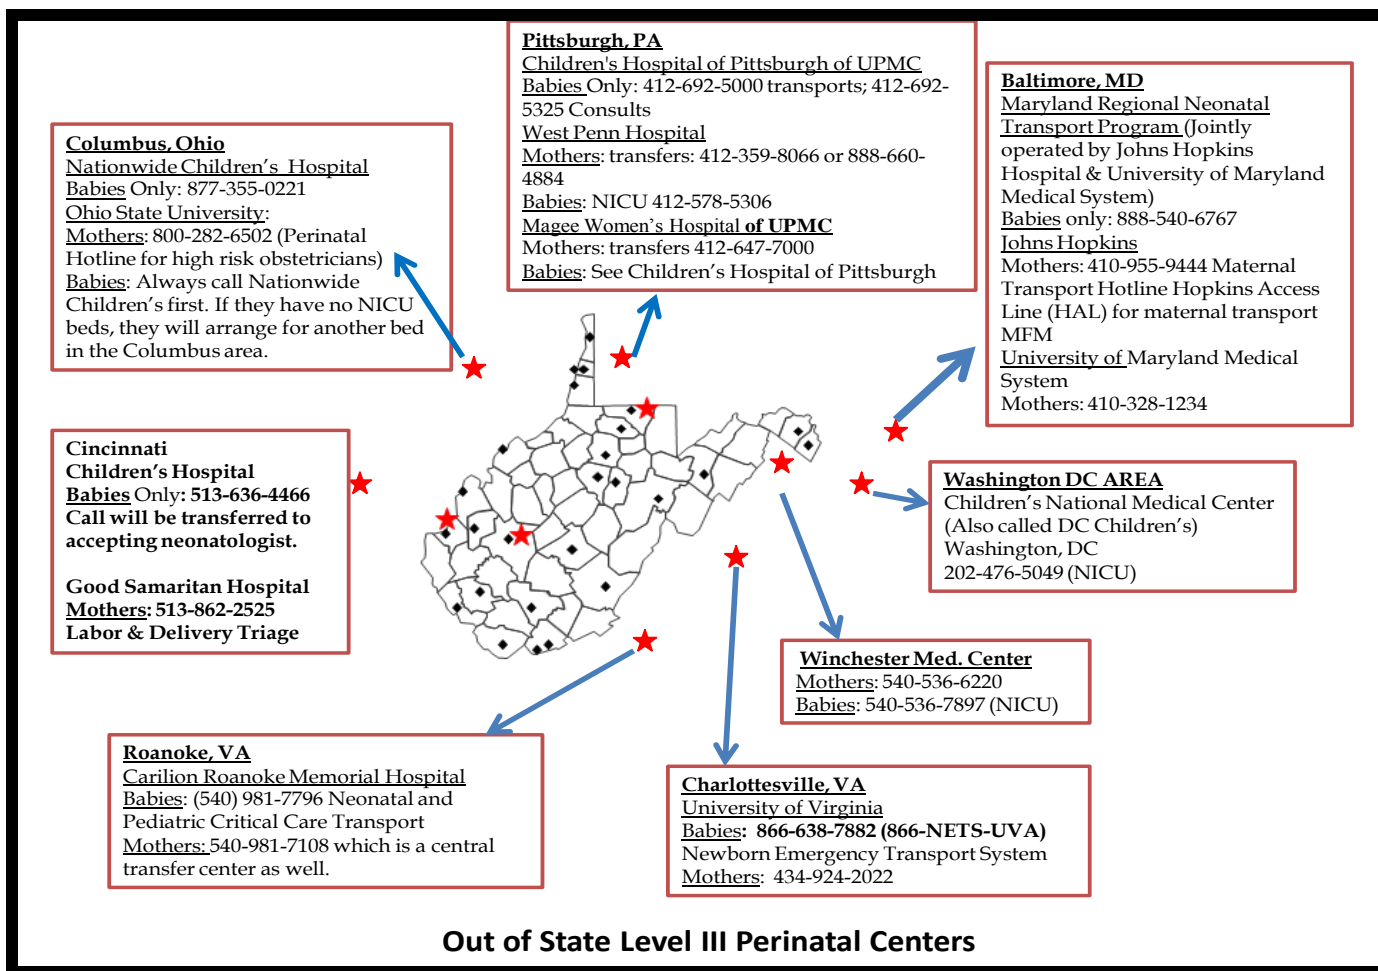 Pittsburgh, PA
Children's Hospital of Pittsburgh of UPMC
Babies Only: 412-692-5000 transports; 412-692-
5325 Consults
West Penn Hospital
Mothers: transfers: 412-359-8066 or 888-660-
4884
Babies: NICU 412-578-5306
Magee Women's Hospital of UPMC
Mothers: transfers 412-647-7000
Babies: See Children's Hospital of Pittsburgh
Baltimore, MD
Maryland Regional Neonatal
Transport Program (Jointly
operated by Johns Hopkins
Hospital & University of Maryland
Medical System)
Babies only: 888-540-6767
Johns Hopkins
Mothers: 410-955-9444 Maternal
Transport Hotline Hopkins Access
Line (HAL) for maternal transport
MFM
University of Maryland Medical
System
Mothers: 410-328-1234
Columbus, Ohio
Nationwide Children's Hospital
Babies Only: 877-355-0221
Ohio State University:
Mothers: 800-282-6502 (Perinatal
Hotline for high risk obstetricians)
Babies: Always call Nationwide
Children's first. If they have no NICU
beds, they will arrange for another bed
in the Columbus area.
Cincinnati
Children's Hospital
Babies Only: 513-636-4466
Call will be transferred to
accepting neonatologist.
Good Samaritan Hospital
Mothers: 513-862-2525
Labor & Delivery Triage
Washington DC AREA
Children's National Medical Center
(Also called DC Children's)
Washington, DC
202-476-5049 (NICU)
Winchester Med. Center
Mothers: 540-536-6220
Babies: 540-536-7897 (NICU)
Roanoke, VA
Carilion Roanoke Memorial Hospital
Babies: (540) 981-7796 Neonatal and
Pediatric Critical Care Transport
Mothers: 540-981-7108 which is a central
transfer center as well.
Charlottesville, VA
University of Virginia
Babies: 866-638-7882 (866-NETS-UVA)
Newborn Emergency Transport System
Mothers: 434-924-2022
Out of State Level III Perinatal Centers